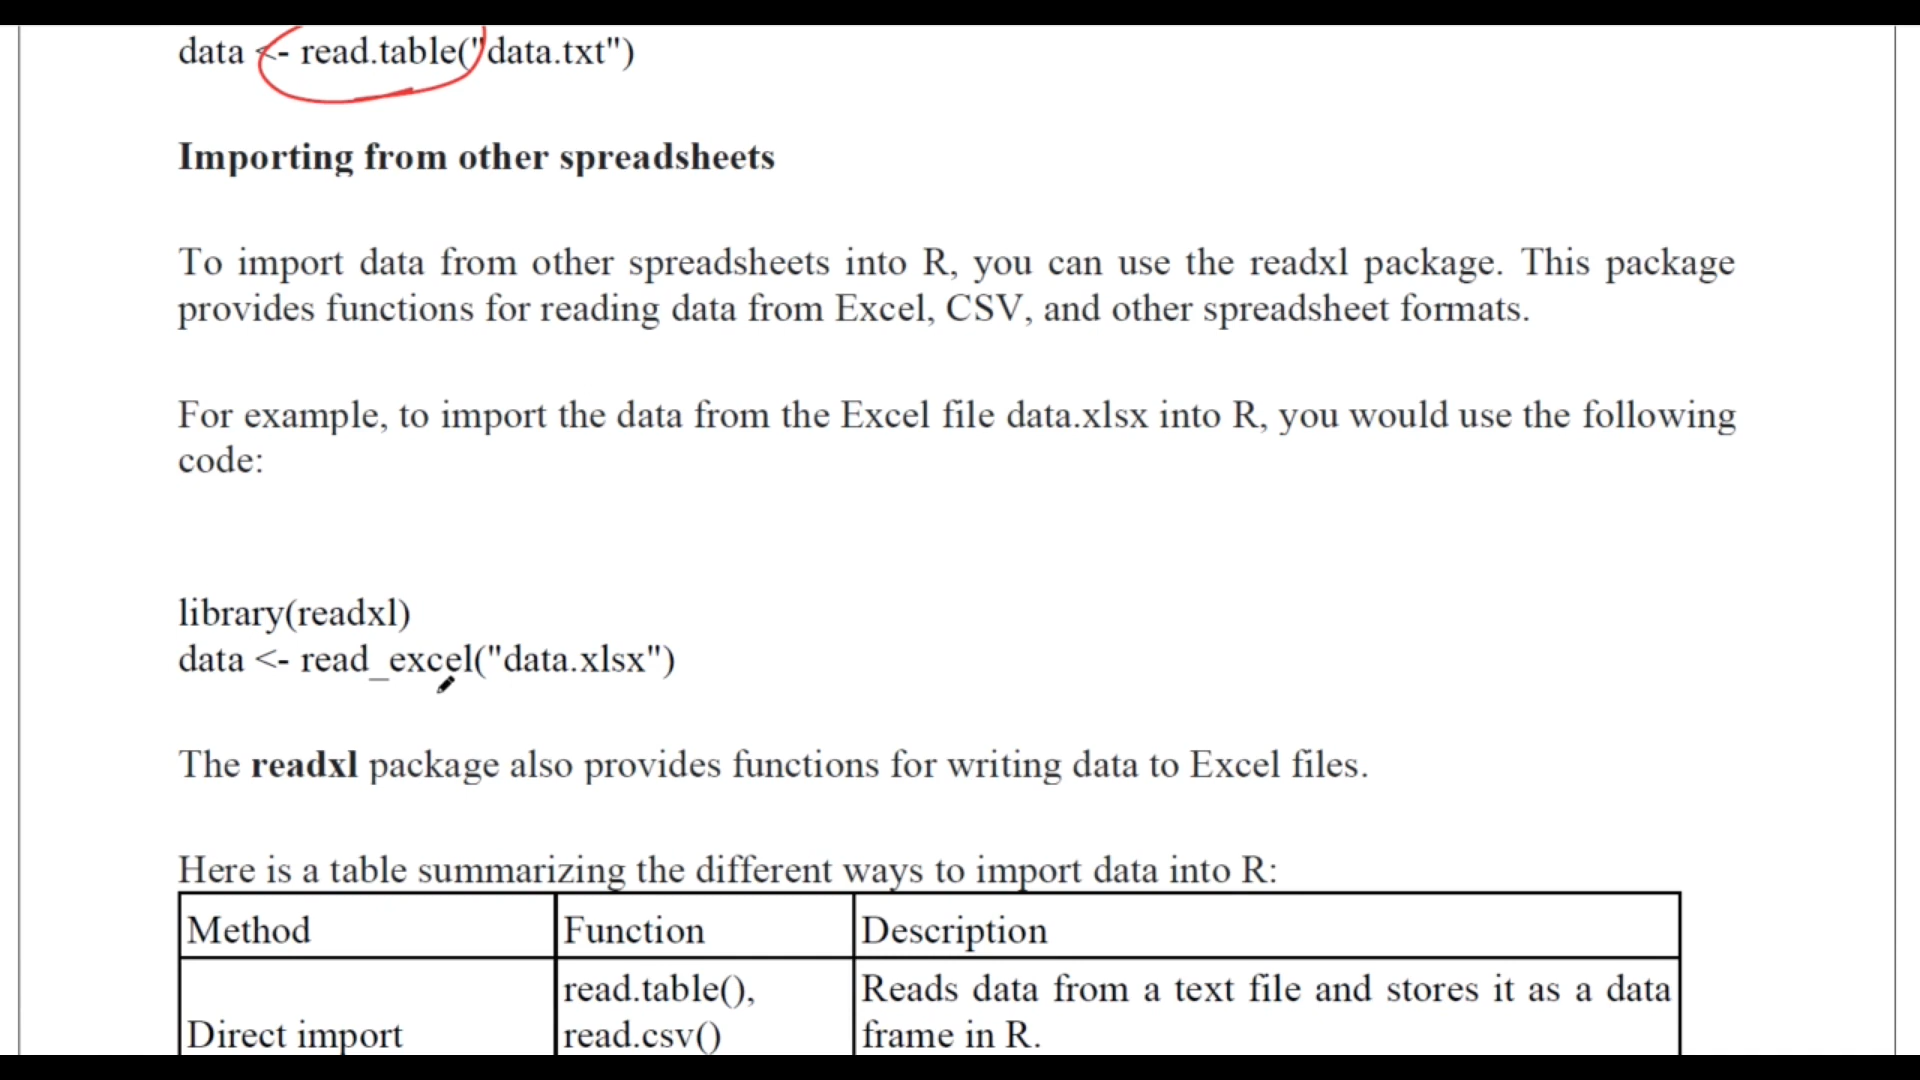 data <- read.table("data.txt")
Importing from other spreadsheets
To import data from other spreadsheets into R, you can use the readxl package. This package
provides functions for reading data from Excel, CSV, and other spreadsheet formats.
For example, to import the data from the Excel file data.xlsx into R, you would use the following
code:
library(readxl)
data <- read_excel("data.xlsx")
The readxl package also provides functions for writing data to Excel files.
Here is a table summarizing the different ways to import data into R:
Method Function Description
read.table(), Reads data from a text file and stores it as a data
Direct import read.csv() frame in R.